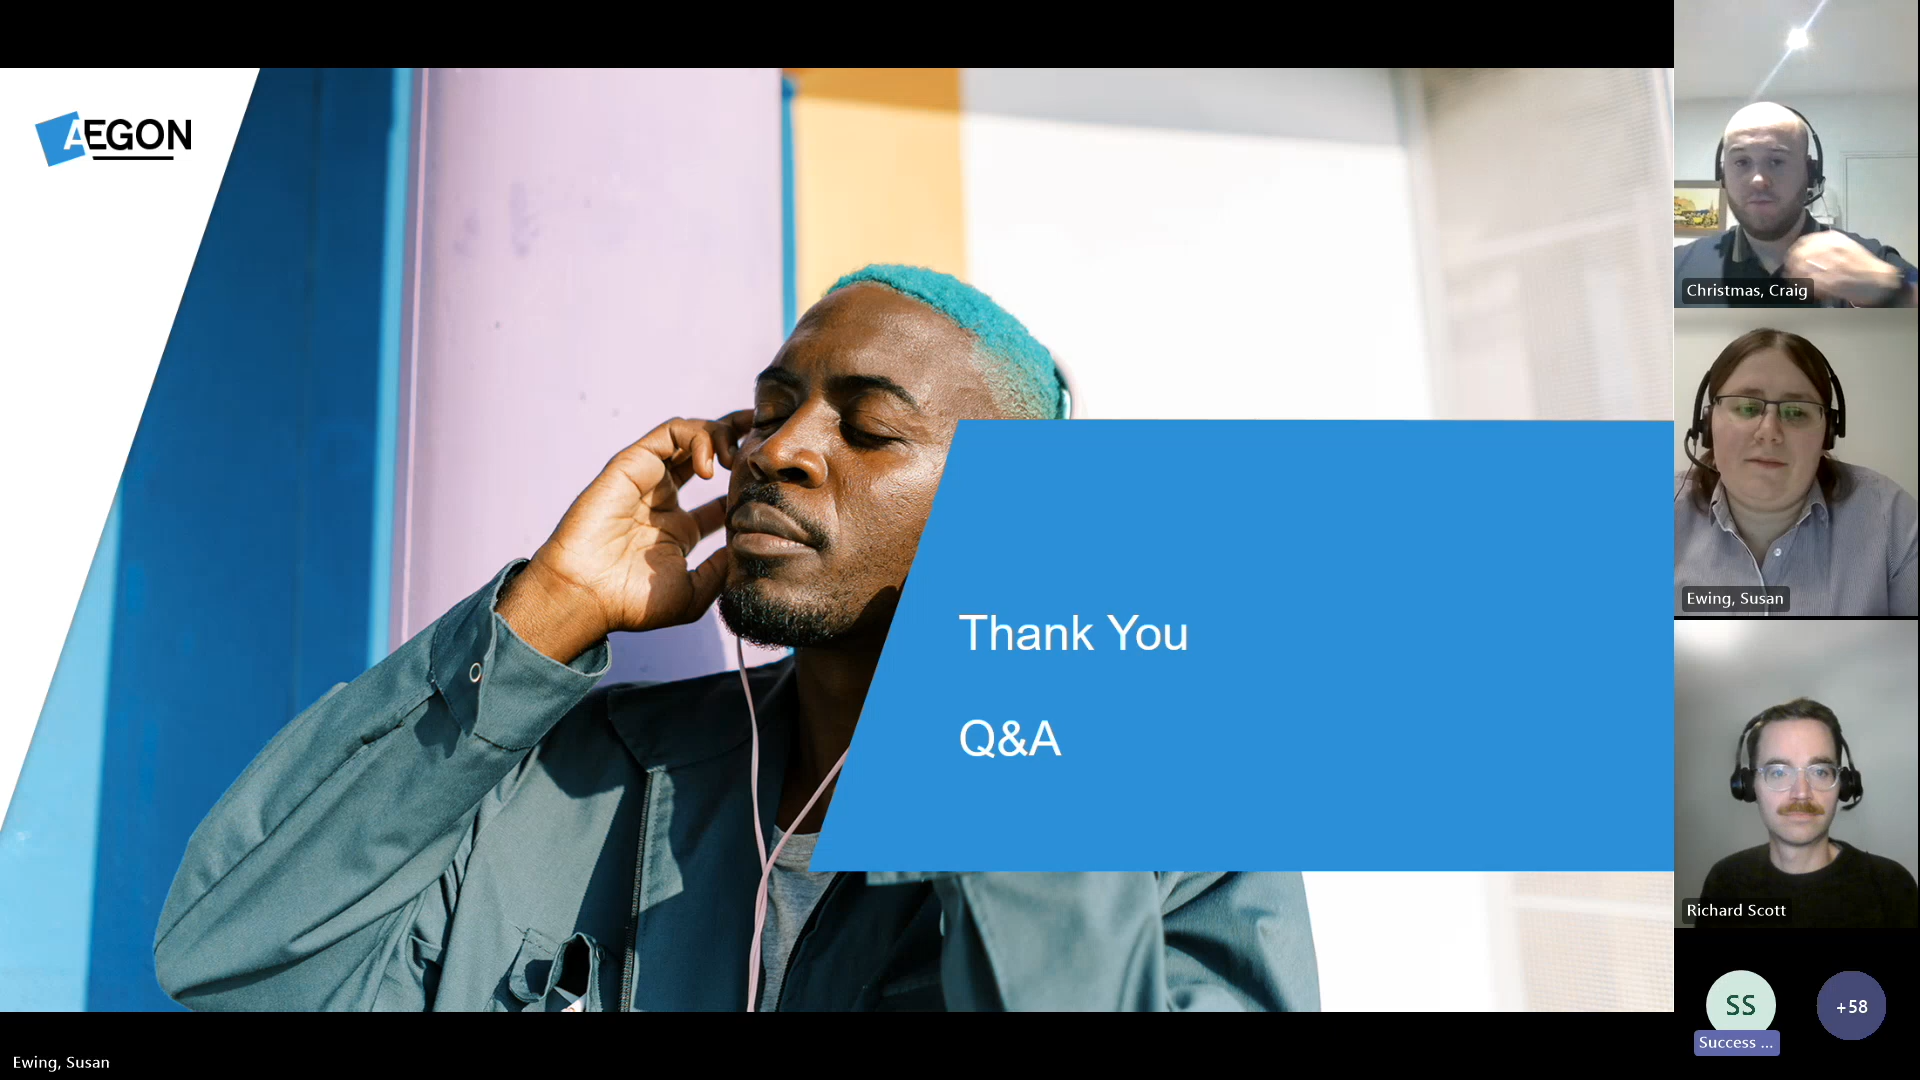 AEGON
Thank You
Q&A
Christmas, Craig
Ewing, Susan
Richard Scott
SS
+58
Success ...
Ewing, Susan